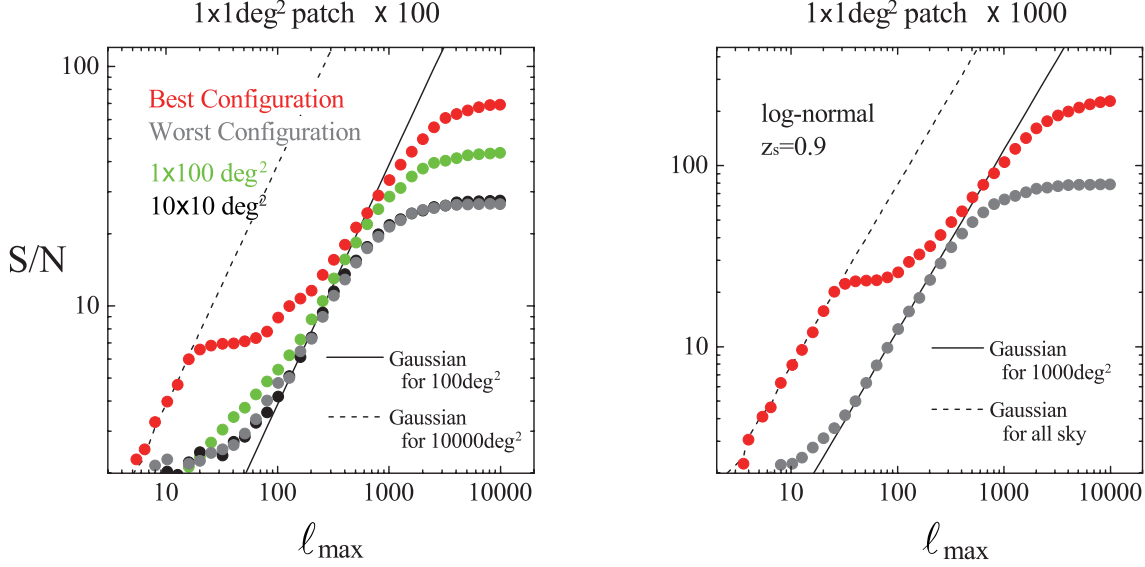 1x1deg² patch x 100
100
10
S/N
Best Configuration
Worst Configuration
1x100 deg²
10x10 deg²
Gaussian
for 100deg²
Gaussian
for 10000deg²
10
100
1000
10000
ℓmax
1x1deg² patch x 1000
100
10
log-normal
zs=0.9
Gaussian
for 1000deg²
Gaussian
for all sky
10
100
1000
10000
ℓmax